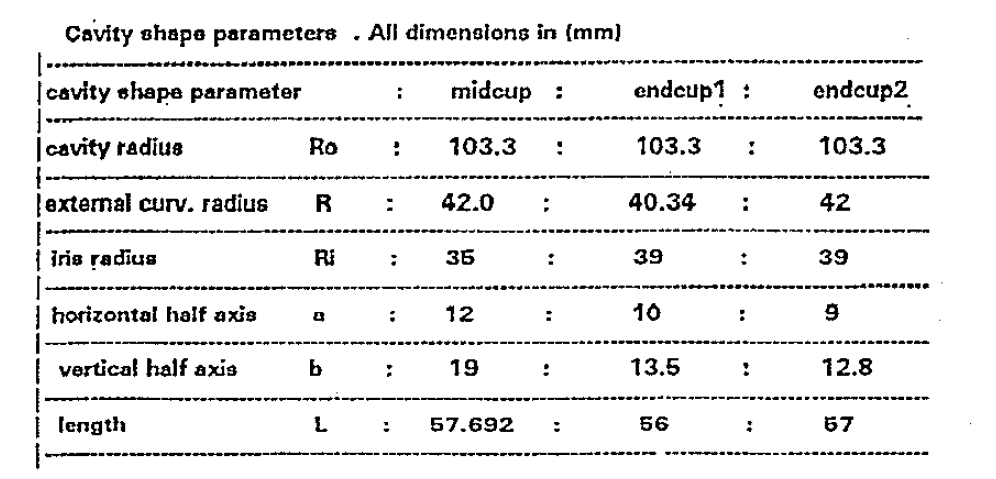 Cavity shape parameters . All dimensions in (mm)
cavity shape parameter : midcup : endcup1 : endcup2
cavity radius Ro : 103.3 : 103.3 : 103.3
external curv. radius R : 42.0 : 40.34 : 42
iris radius Ri : 35 : 39 : 39
horizontal half axis a : 12 : 10 : 9
vertical half axis b : 19 : 13.5 : 12.8
length L : 57.692 : 56 : 57